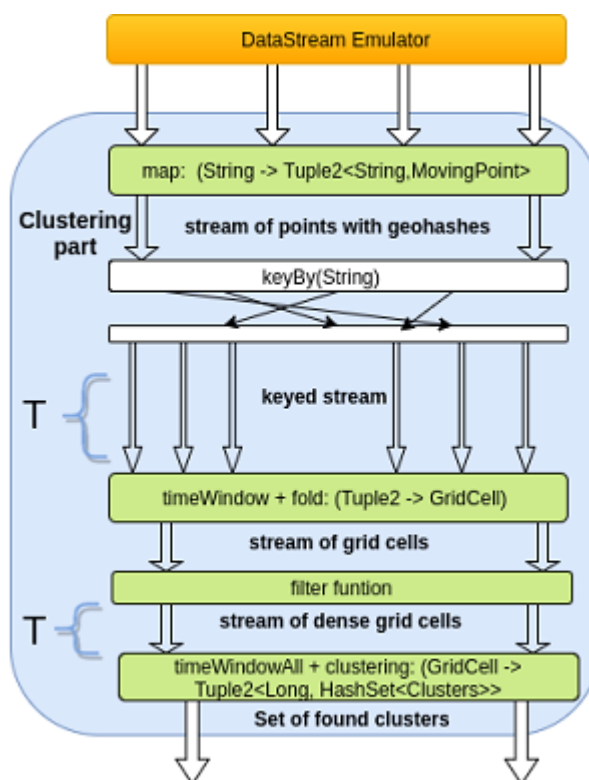 DataStream Emulator
map: (String -> Tuple2<String,MovingPoint>
Clustering
part
stream of points with geohashes
keyBy(String)
keyed stream
T
timeWindow + fold: (Tuple2 -> GridCell)
stream of grid cells
filter funtion
stream of dense grid cells
T
timeWindowAll + clustering: (GridCell ->
Tuple2<Long, HashSet<Clusters>>
Set of found clusters